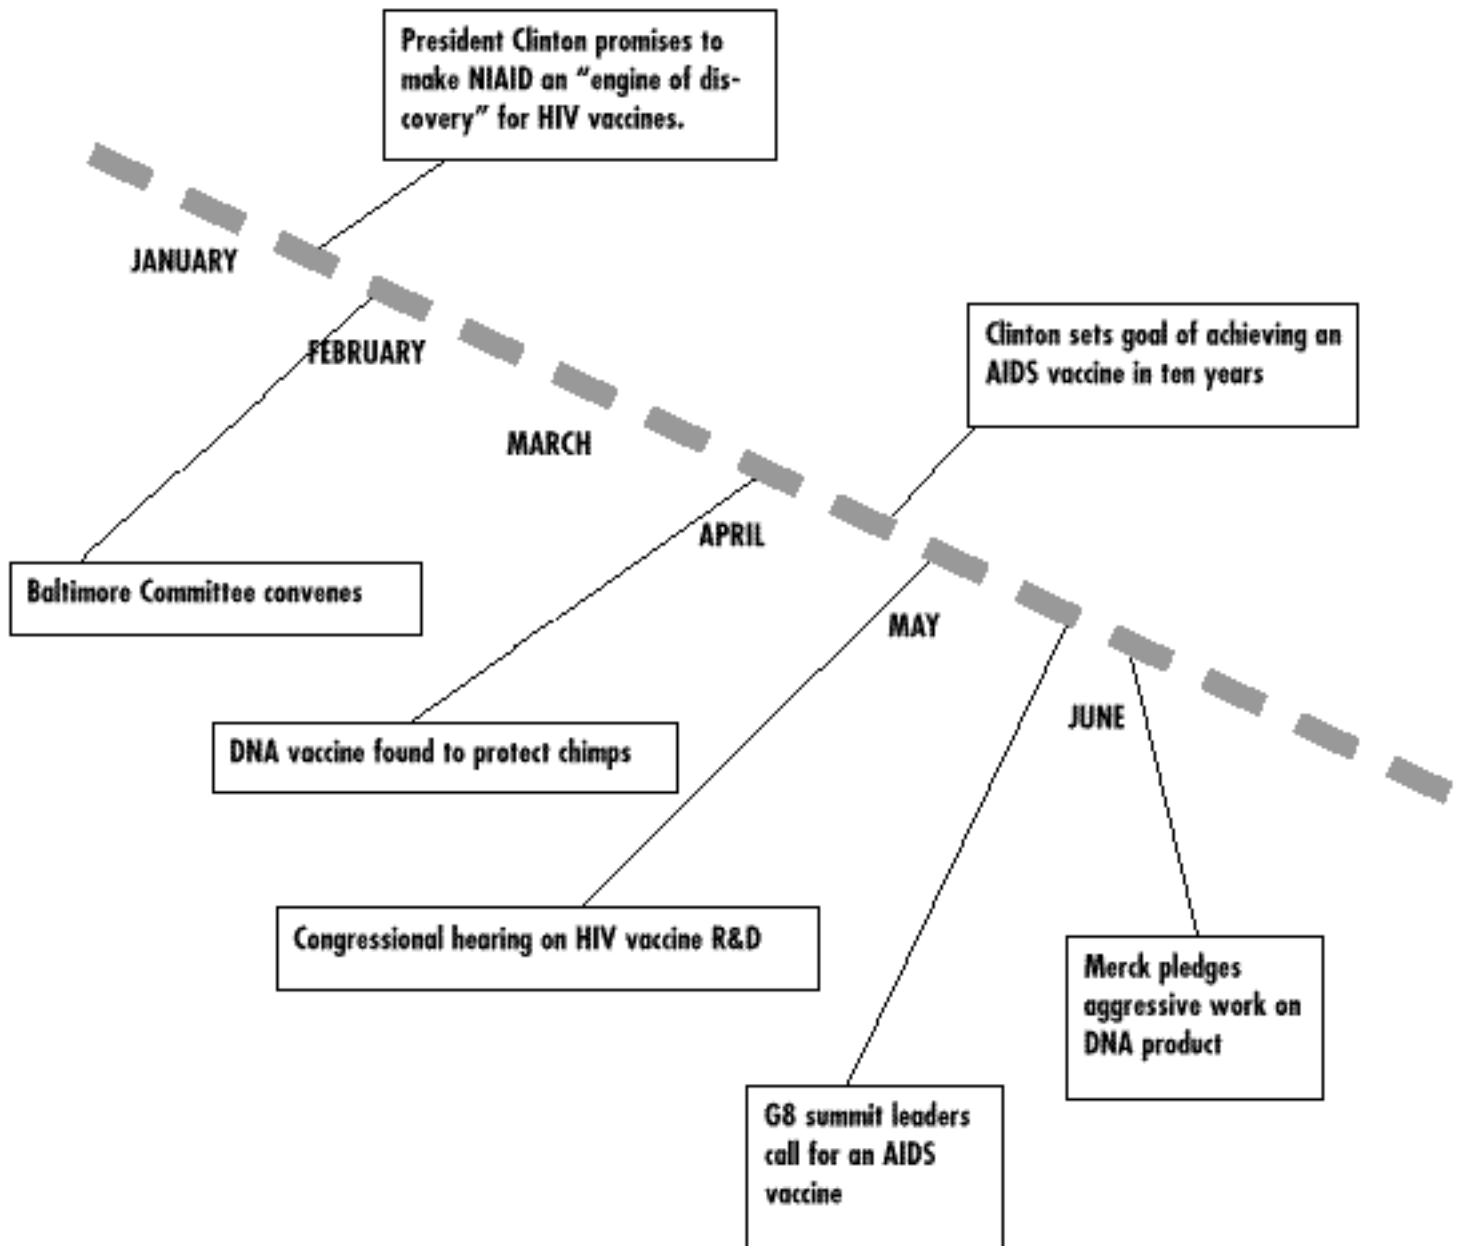 President Clinton promises to
make NIAID an "engine of dis-
covery" for HIV vaccines.
JANUARY
FEBRUARY
Clinton sets goal of achieving an
AIDS vaccine in ten years
MARCH
APRIL
Baltimore Committee convenes
MAY
JUNE
DNA vaccine found to protect chimps
Congressional hearing on HIV vaccine R&D
Merck pledges
aggressive work on
DNA product
G8 summit leaders
call for an AIDS
vaccine